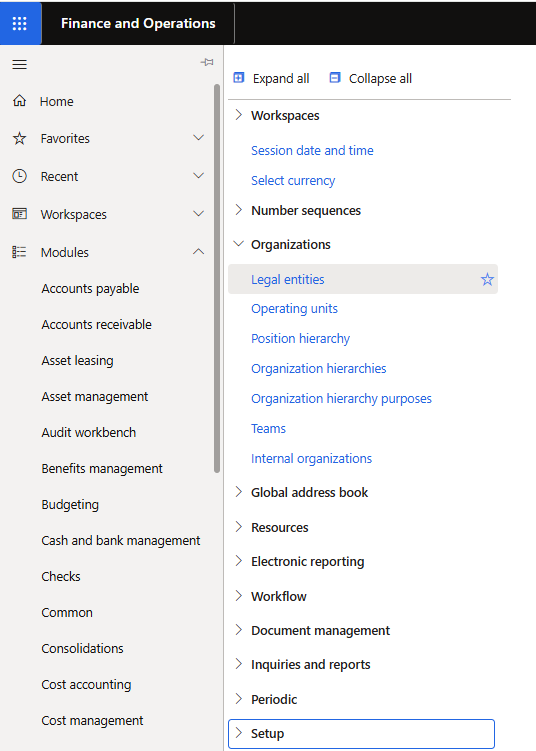 Finance and Operations
Home
Favorites
Recent
Workspaces
Modules
Accounts payable
Accounts receivable
Asset leasing
Asset management
Audit workbench
Benefits management
Budgeting
Cash and bank management
Checks
Common
Consolidations
Cost accounting
Cost management
Expand all
Collapse all
Workspaces
Session date and time
Select currency
Number sequences
Organizations
Legal entities
Operating units
Position hierarchy
Organization hierarchies
Organization hierarchy purposes
Teams
Internal organizations
Global address book
Resources
Electronic reporting
Workflow
Document management
Inquiries and reports
Periodic
Setup